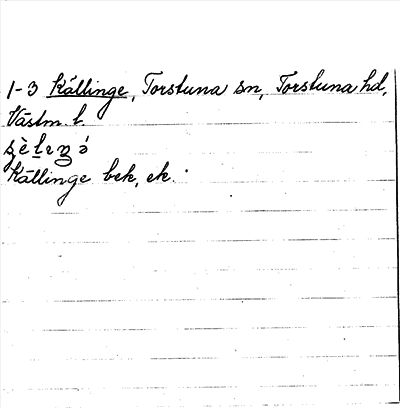 1-3 Källinge, Torstuna sn, Torstuna hd,
Västm. l.
Källinge bek, ek.